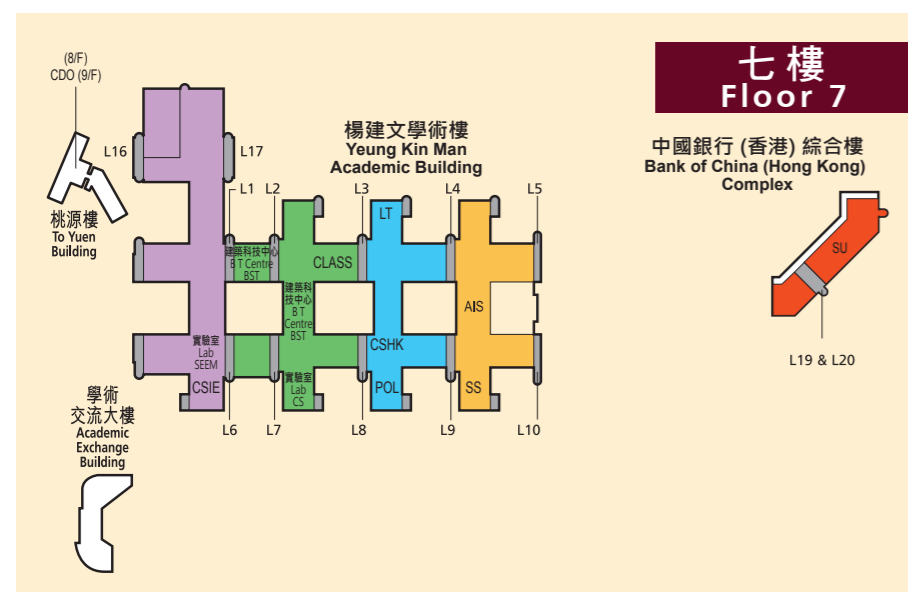 七樓
Floor 7
(8/F)
CDO (9/F)
桃源樓
To Yuen
Building
L16
L17
楊建文學術樓
Yeung Kin Man
Academic Building
中國銀行 (香港) 綜合樓
Bank of China (Hong Kong)
Complex
SU
L19 & L20
L1
L2
L3
L4
L5
LT
建築科技中心
B T Centre
BST
CLASS
建築科
技中心
B T
Centre
BST
AIS
實驗室
Lab
SEEM
CSHK
CSIE
實驗室
Lab
CS
POL
SS
L6
L7
L8
L9
L10
學術
交流大樓
Academic
Exchange
Building